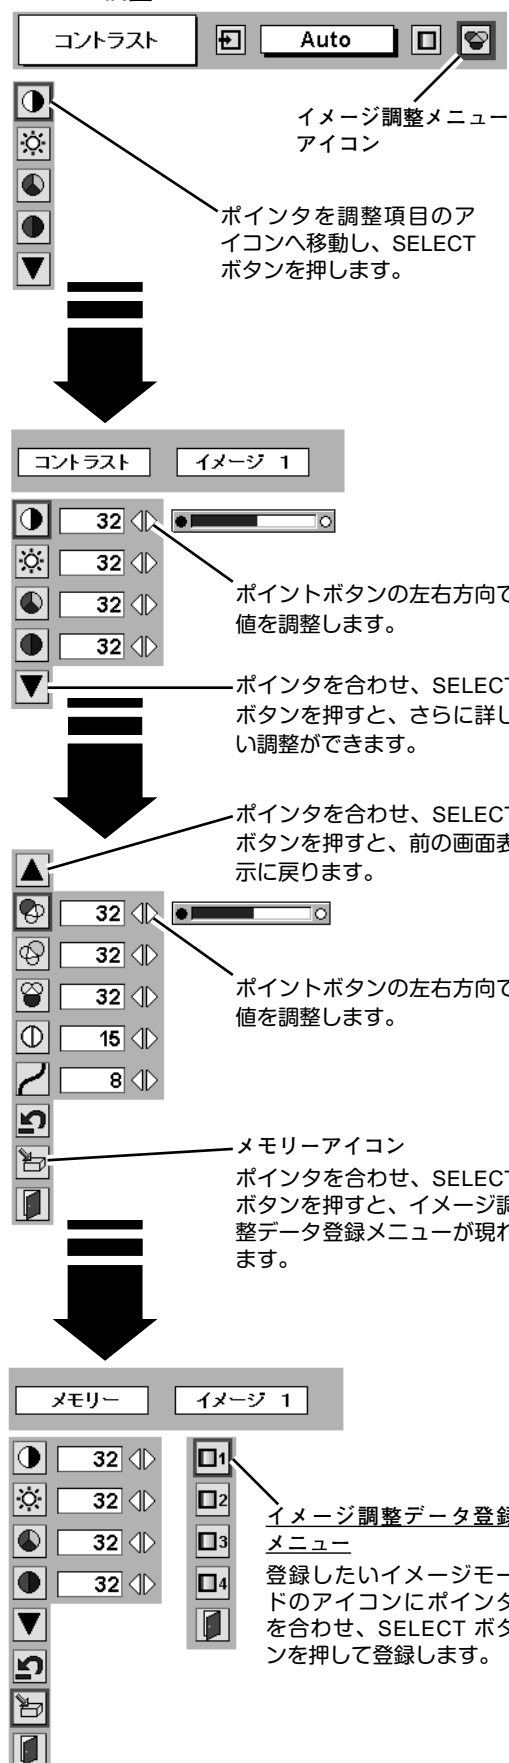 コントラスト
Auto
イメージ調整メニュー
アイコン
ポインタを調整項目のア
イコンへ移動し、SELECT
ボタンを押します。
コントラスト
イメージ 1
32
32
32
32
ポイントボタンの左右方向で
値を調整します。
ポインタを合わせ、SELECT
ボタンを押すと、さらに詳し
い調整ができます。
ポインタを合わせ、SELECT
ボタンを押すと、前の画面表
示に戻ります。
32
32
32
15
8
ポイントボタンの左右方向で
値を調整します。
メモリーアイコン
ポインタを合わせ、SELECT
ボタンを押すと、イメージ調
整データ登録メニューが現れ
ます。
メモリー
イメージ 1
32
32
32
32
1
2
3
4
イメージ調整データ登録
メニュー
登録したいイメージモー
ドのアイコンにポインタ
を合わせ、SELECT ボタ
ンを押して登録します。